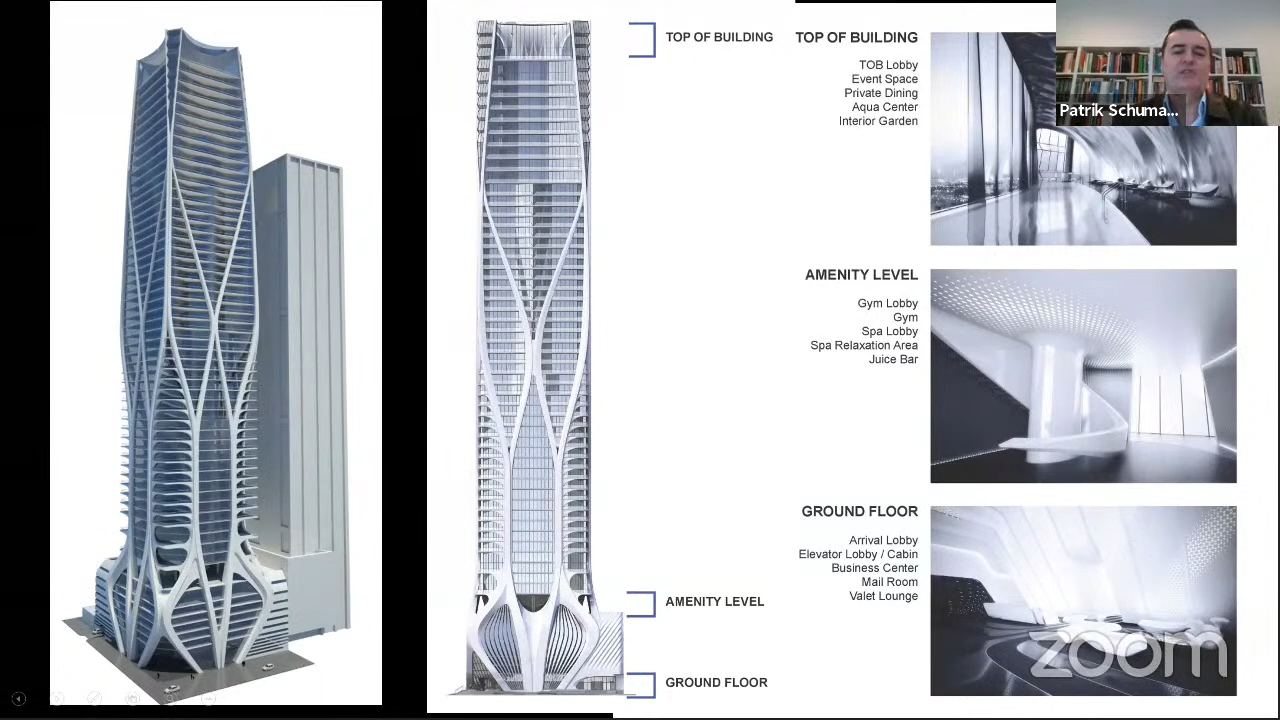 TOP OF BUILDING
TOP OF BUILDING
TOB Lobby
Event Space
Private Dining
Aqua Center
Interior Garden
Patrik Schuma...
AMENITY LEVEL
Gym Lobby
Gym
Spa Lobby
Spa Relaxation Area
Juice Bar
GROUND FLOOR
Arrival Lobby
Elevator Lobby / Cabin
Business Center
Mail Room
Valet Lounge
AMENITY LEVEL
GROUND FLOOR
zoom